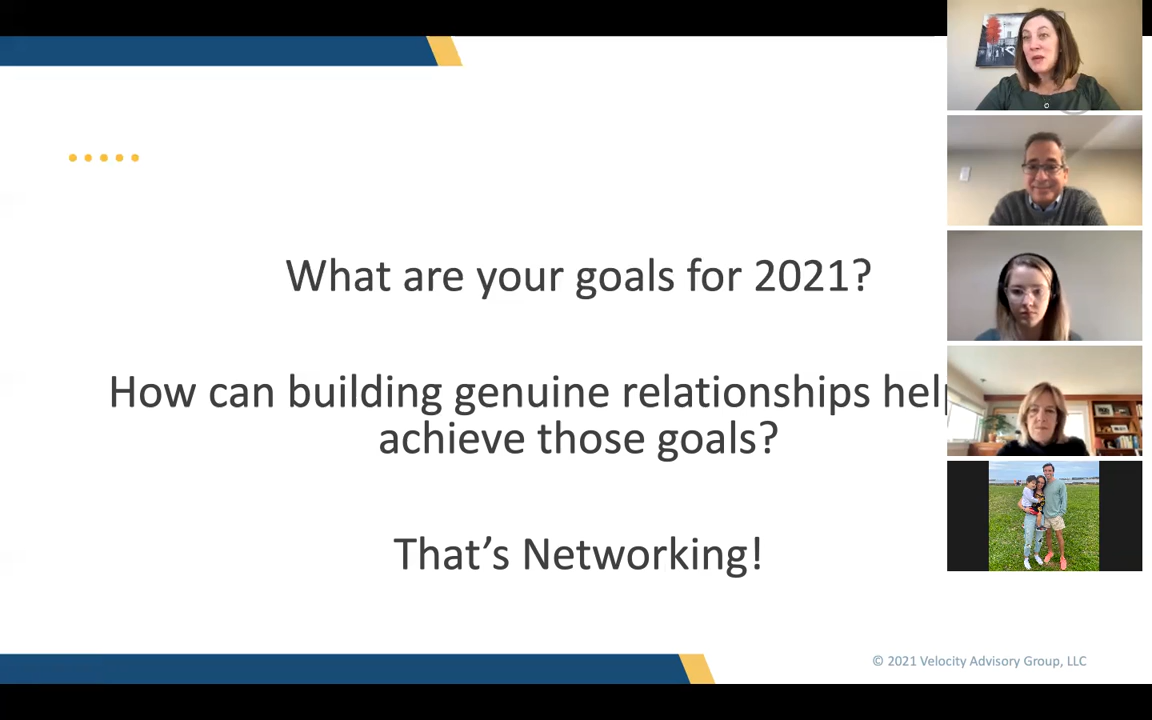 What are your goals for 2021?
How can building genuine relationships hel
achieve those goals?
That's Networking!
© 2021 Velocity Advisory Group, LLC